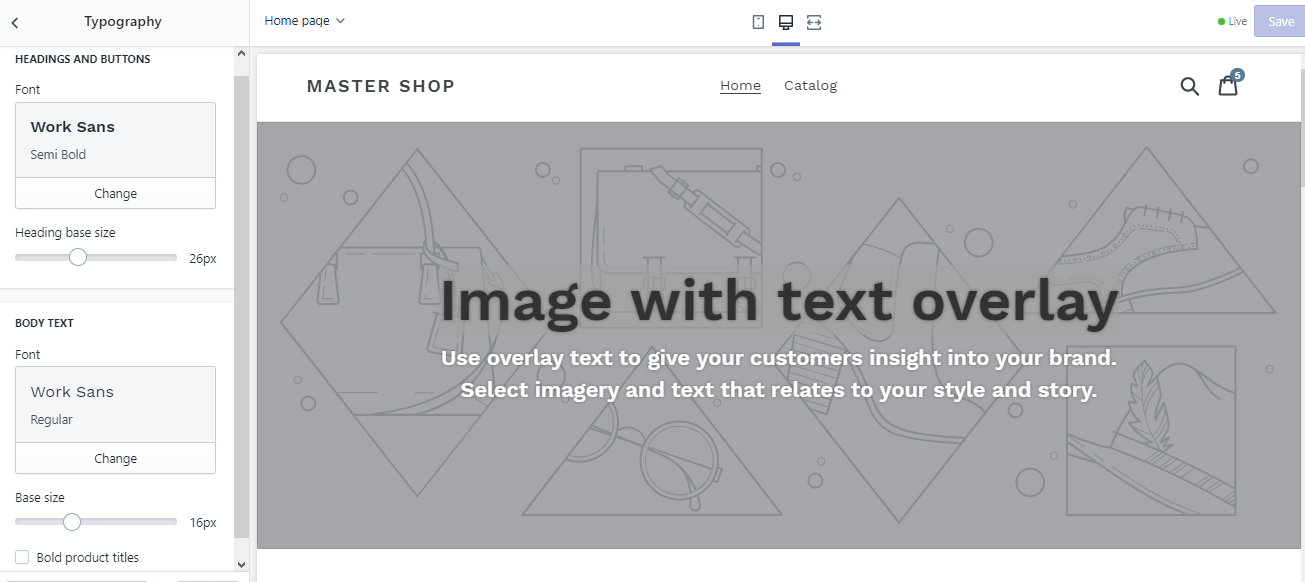 Typography
Home page
Live
Save
HEADINGS AND BUTTONS
Font
Work Sans
Semi Bold
Change
Heading base size
26px
BODY TEXT
Font
Work Sans
Regular
Change
Base size
16px
Bold product titles
MASTER SHOP
Home
Catalog
5
Image with text overlay
Use overlay text to give your customers insight into your brand.
Select imagery and text that relates to your style and story.